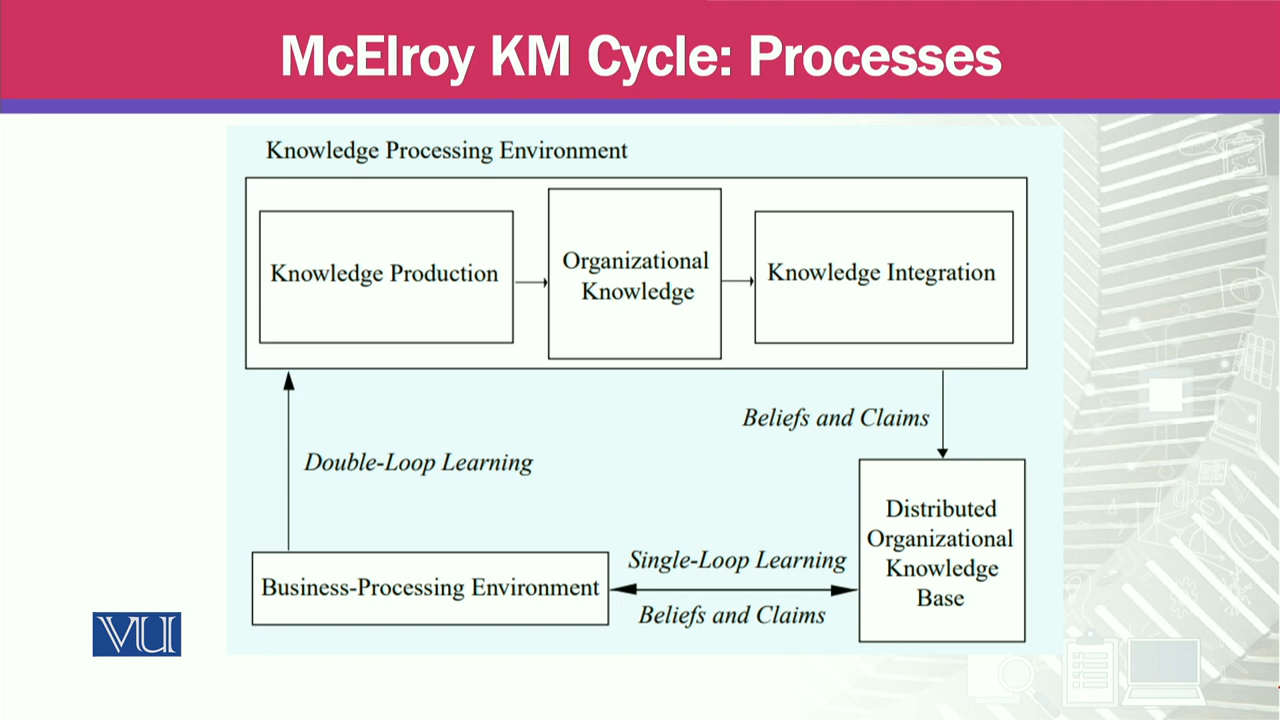 McElroy KM Cycle: Processes
Knowledge Processing Environment
Knowledge Production
Organizational
Knowledge
Knowledge Integration
Beliefs and Claims
Double-Loop Learning
Distributed
Organizational
Knowledge
Base
Single-Loop Learning
Business-Processing Environment
Beliefs and Claims
VU